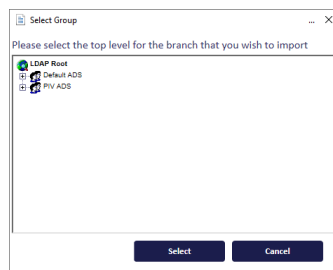 Select Group
...
Please select the top level for the branch that you wish to import
LDAP Root
Default ADS
PIV ADS
Select
Cancel